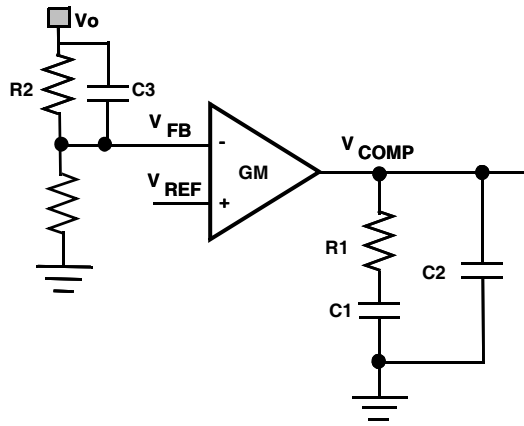 Vo
R2
C3
V FB
-
V REF
+
GM
V COMP
R1
C1
C2